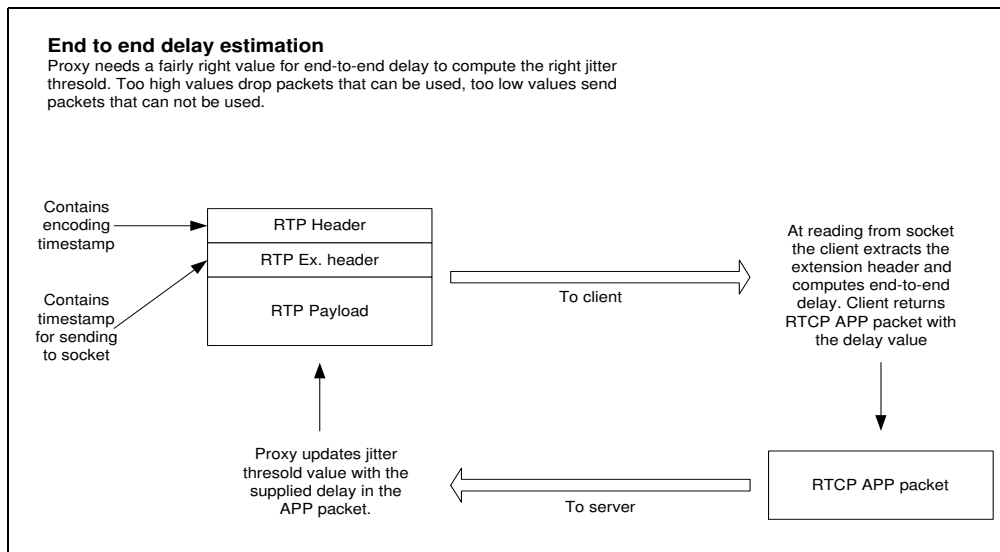 End to end delay estimation
Proxy needs a fairly right value for end-to-end delay to compute the right jitter
thresold. Too high values drop packets that can be used, too low values send
packets that can not be used.
Contains
encoding
timestamp
Contains
timestamp
for sending
to socket
RTP Header
RTP Ex. header
RTP Payload
To client
At reading from socket
the client extracts the
extension header and
computes end-to-end
delay. Client returns
RTCP APP packet with
the delay value
Proxy updates jitter
thresold value with the
supplied delay in the
APP packet.
To server
RTCP APP packet